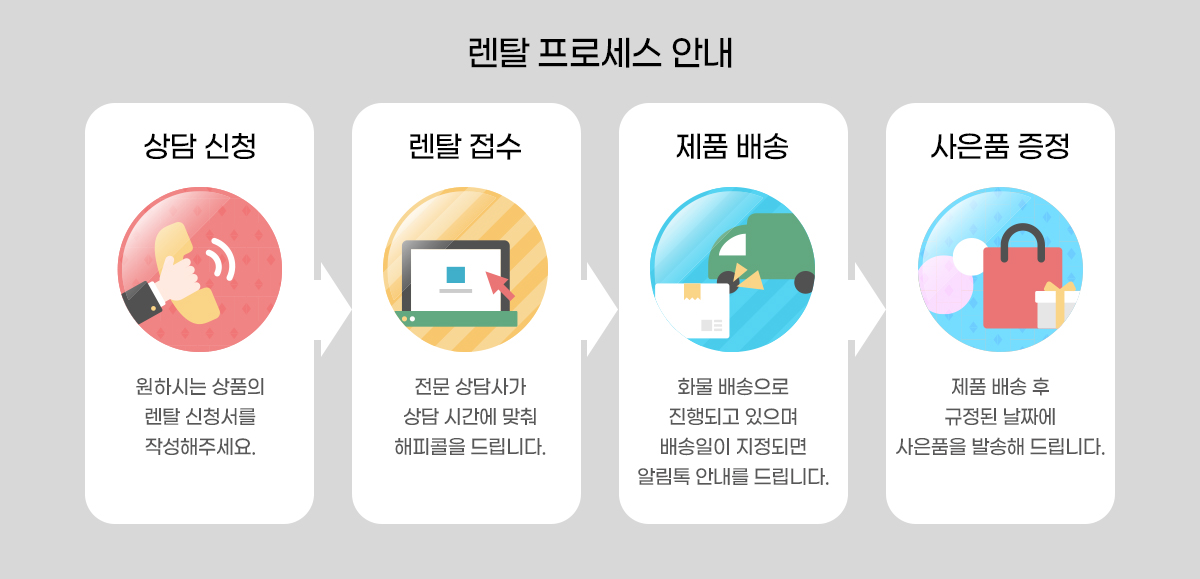 렌탈 프로세스 안내
상담 신청
원하시는 상품의
렌탈 신청서를
작성해주세요.
렌탈 접수
전문 상담사가
상담 시간에 맞춰
해피콜을 드립니다.
제품 배송
화물 배송으로
진행되고 있으며
배송일이 지정되면
알림톡 안내를 드립니다.
사은품 증정
제품 배송 후
규정된 날짜에
사은품을 발송해 드립니다.